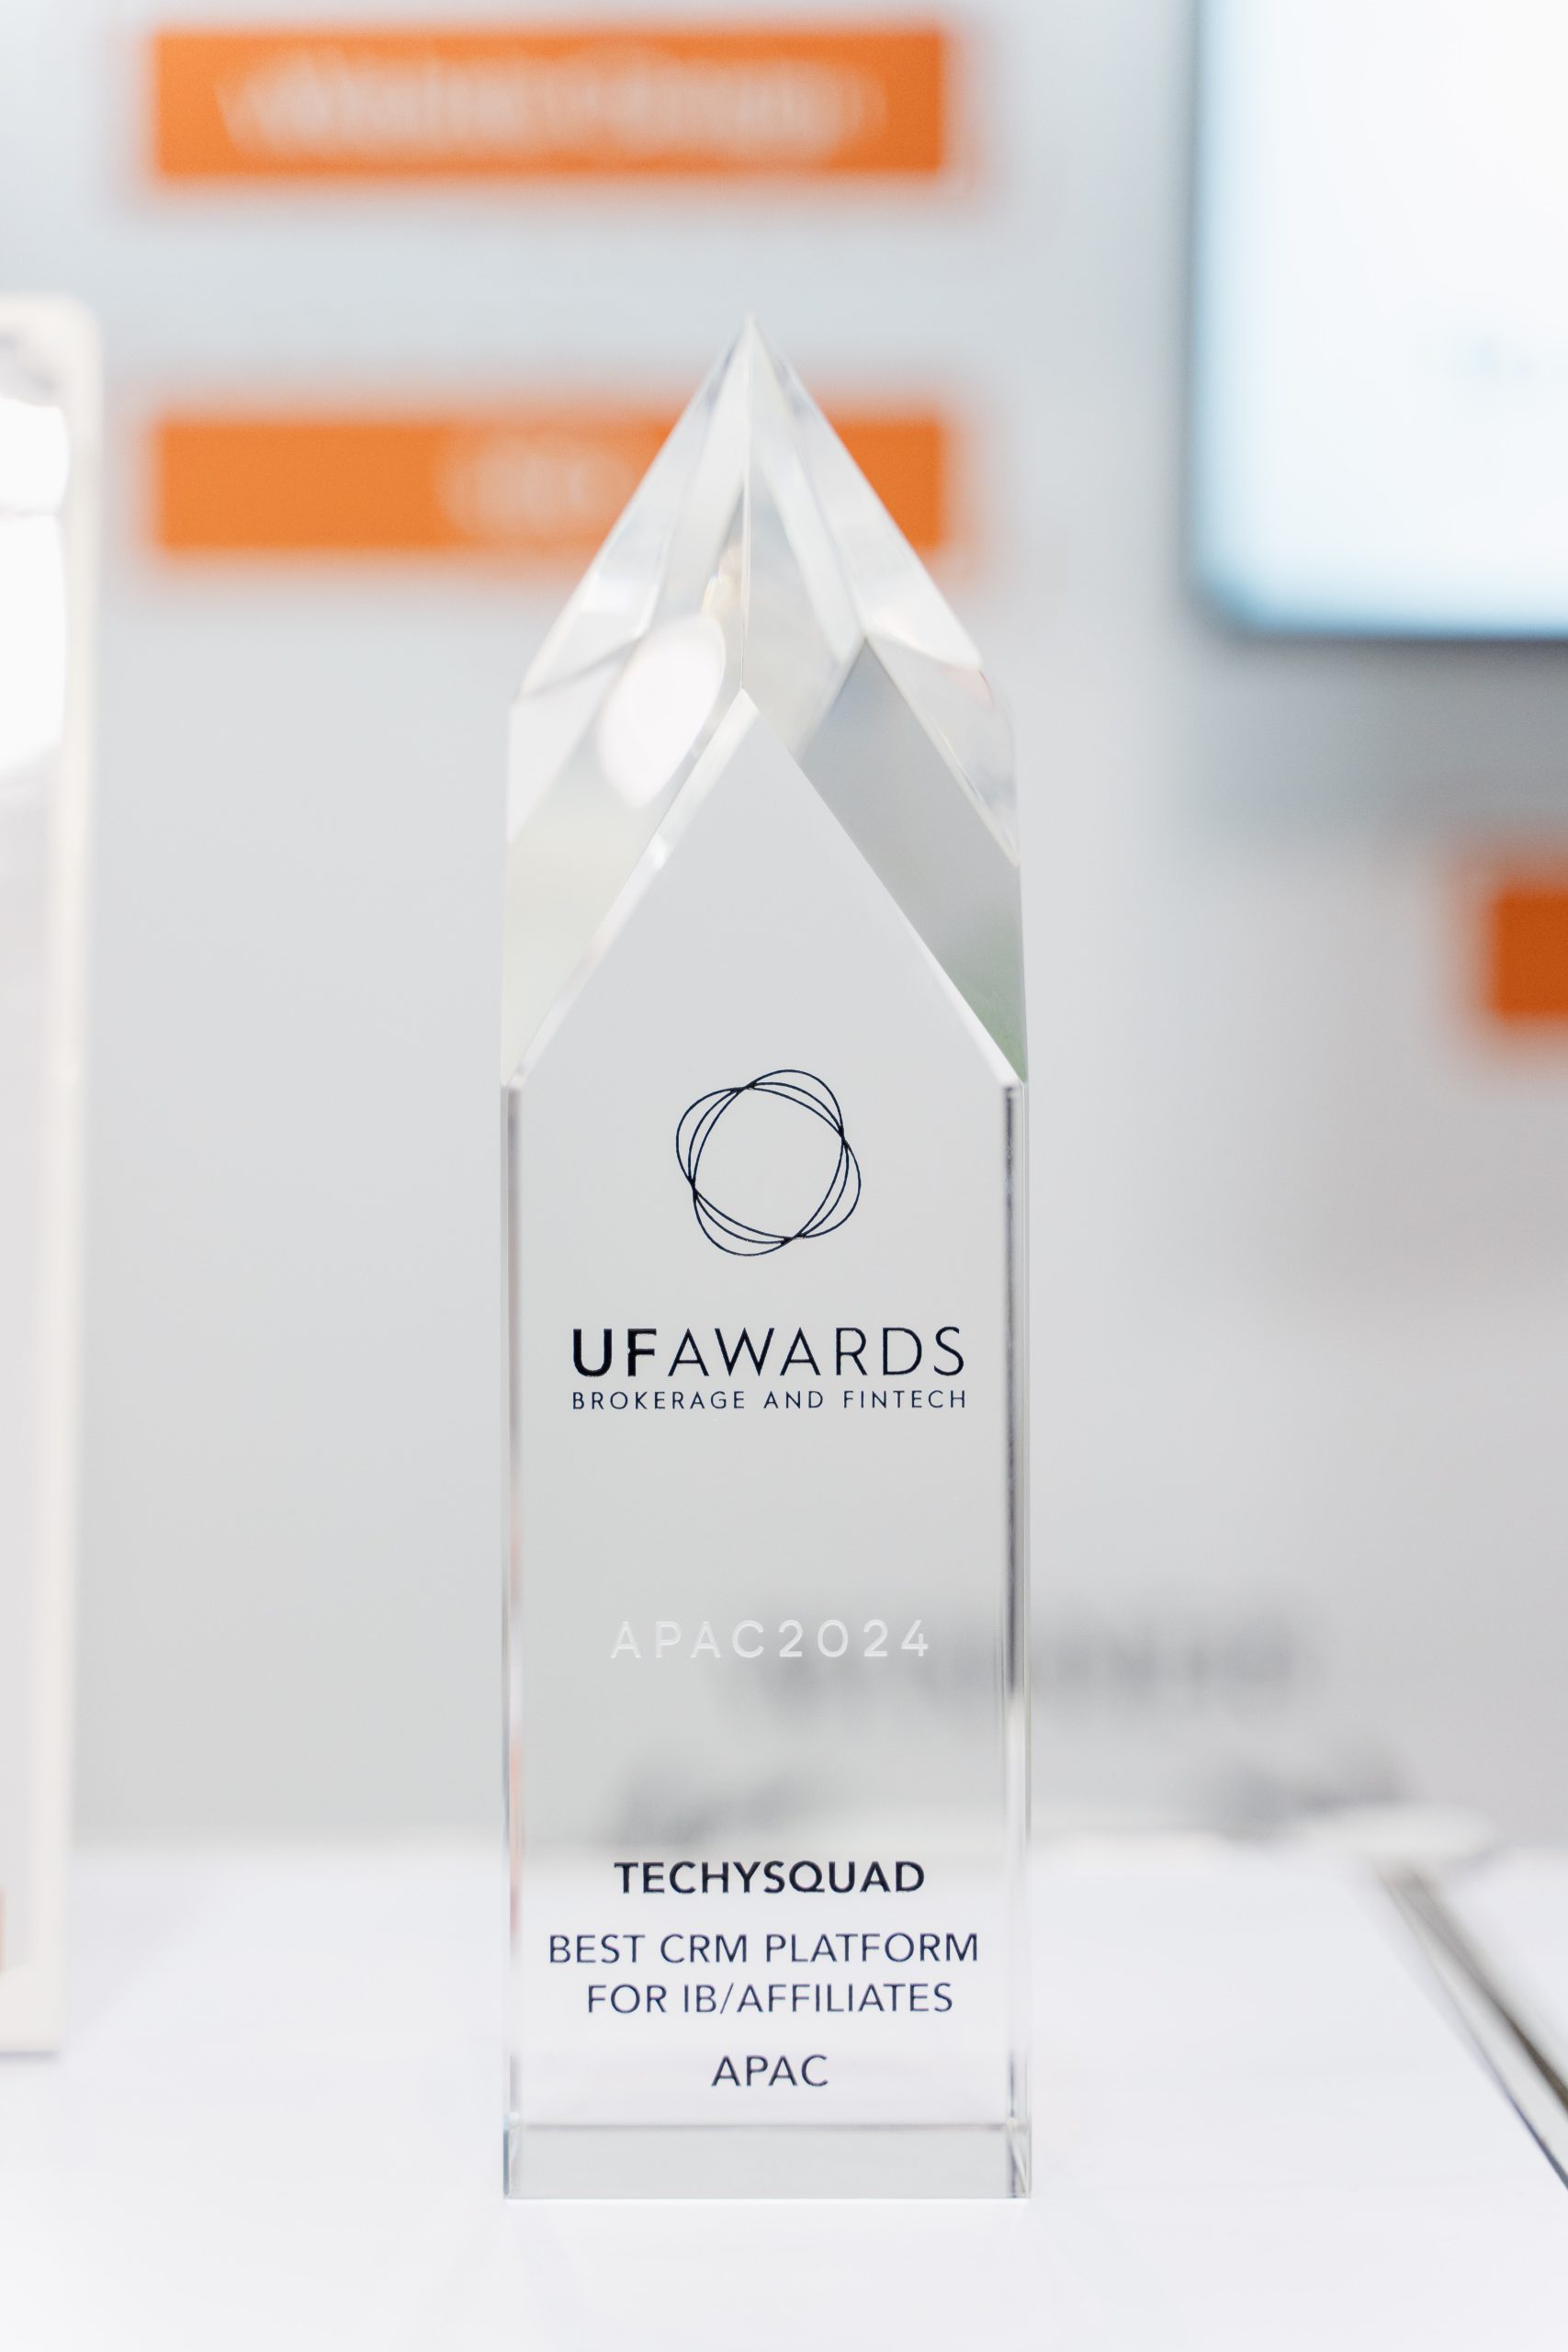 UFAWARDS
BROKERAGE AND FINTECH
APAC2024
TECHYSQUAD
BEST CRM PLATFORM
FOR IB/AFFILIATES
APAC